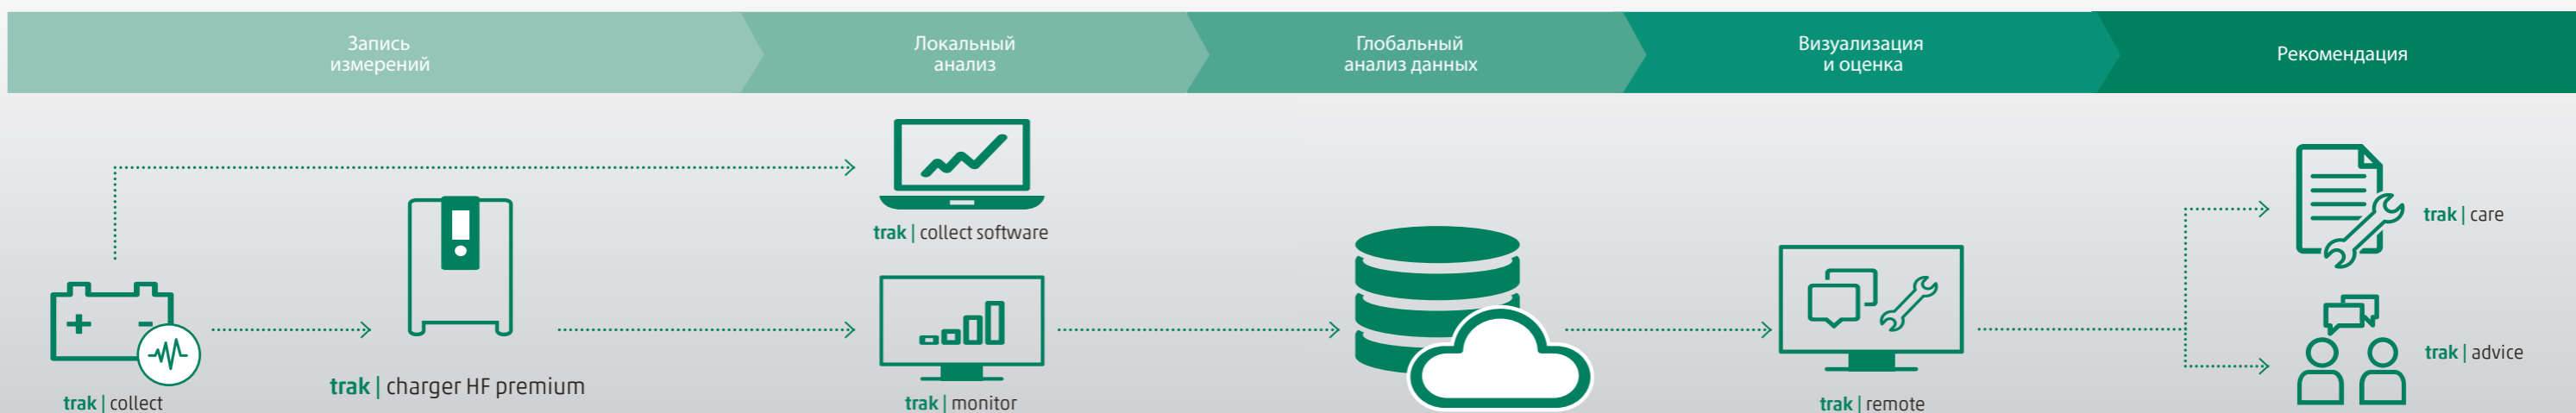 Запись
измерений
Локальный
анализ
Глобальный
анализ данных
Визуализация
и оценка
Рекомендация
trak | collect software
trak | care
+ -
trak | charger HF premium
trak | advice
trak | collect
trak | monitor
trak | remote